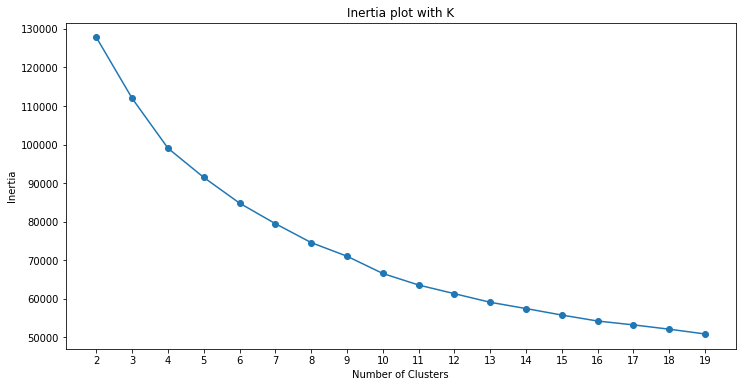 Inertia plot with K
130000
120000
110000
100000
90000
80000
70000
60000
50000
Inertia
2 3 4 5 6 7 8 9 10 11 12 13 14 15 16 17 18 19
Number of Clusters